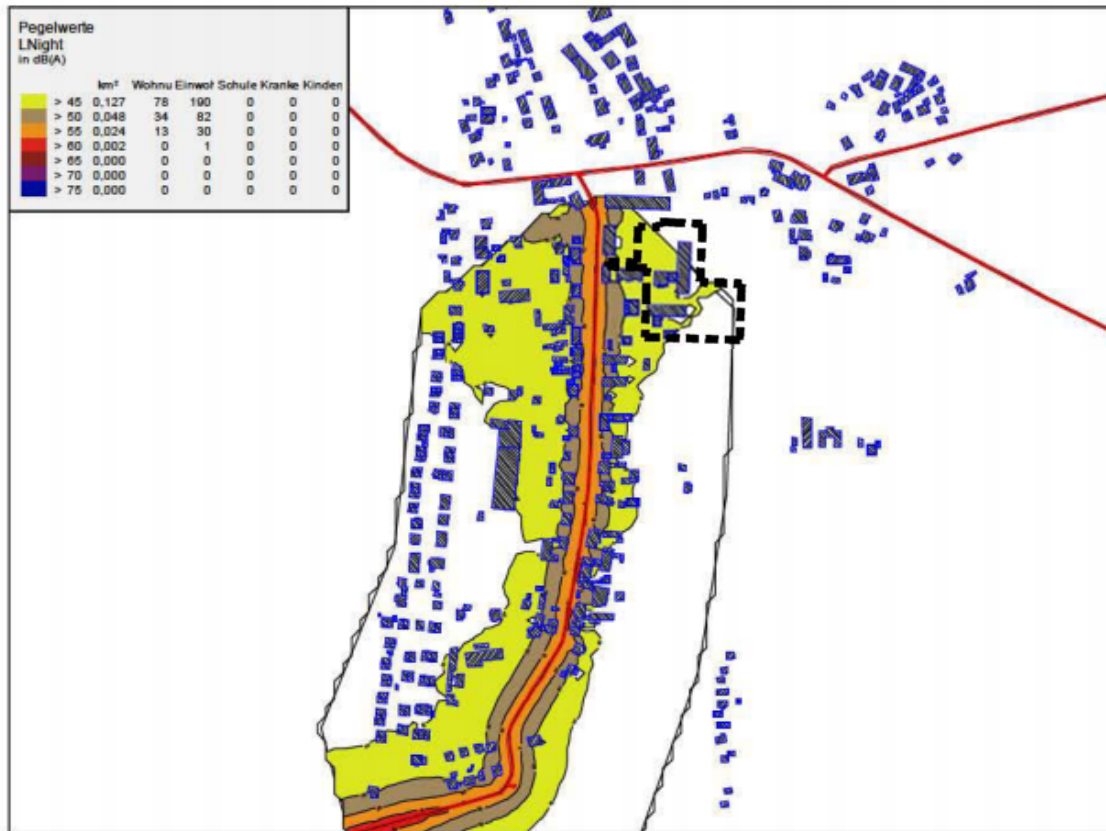 Pegelwerte
LNight
in dB(A)
km² Wohnu Einwol Schule Kranke Kinden
> 45 0,127 78 190 0 0 0
> 50 0,048 34 82 0 0 0
> 55 0,024 13 30 0 0 0
> 60 0,002 0 1 0 0 0
> 65 0,000 0 0 0 0 0
> 70 0,000 0 0 0 0 0
> 75 0,000 0 0 0 0 0